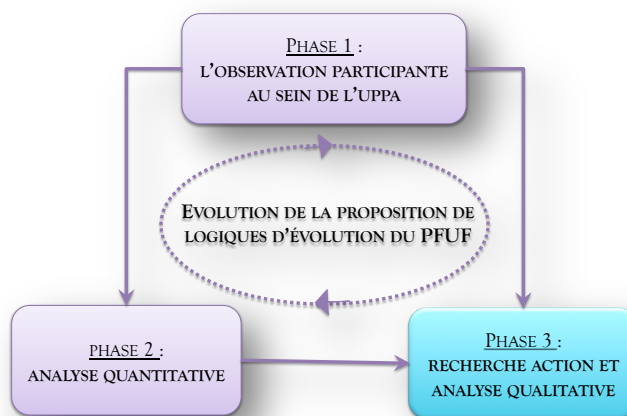 PHASE 1 :
L'OBSERVATION PARTICIPANTE
AU SEIN DE L'UPPA
EVOLUTION DE LA PROPOSITION DE
LOGIQUES D'ÉVOLUTION DU PFUF
PHASE 2 :
ANALYSE QUANTITATIVE
PHASE 3 :
RECHERCHE ACTION ET
ANALYSE QUALITATIVE